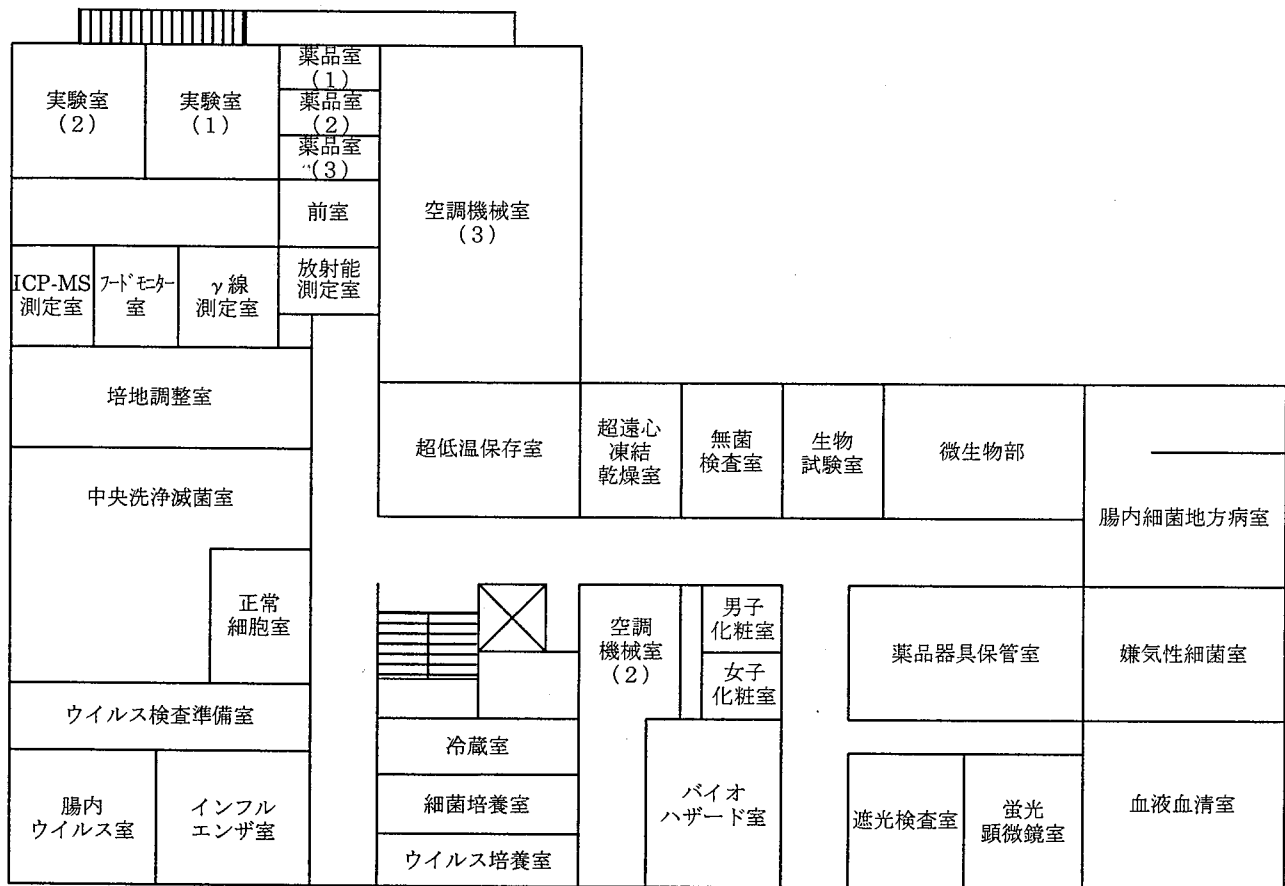 薬品室
(1)
実験室
(2)
実験室
(1)
薬品室
(2)
薬品室
(3)
前室
空調機械室
(3)
ICP-MS
測定室
フードモニター
室
γ線
測定室
放射能
測定室
培地調整室
超低温保存室
超遠心
凍結
乾燥室
無菌
検査室
生物
試験室
微生物部
中央洗浄滅菌室
腸内細菌地方病室
正常
細胞室
空調
機械室
(2)
男子
化粧室
女子
化粧室
薬品器具保管室
嫌気性細菌室
ウイルス検査準備室
冷蔵室
腸内
ウイルス室
インフル
エンザ室
細菌培養室
ウイルス培養室
バイオ
ハザード室
遮光検査室
蛍光
顕微鏡室
血液血清室